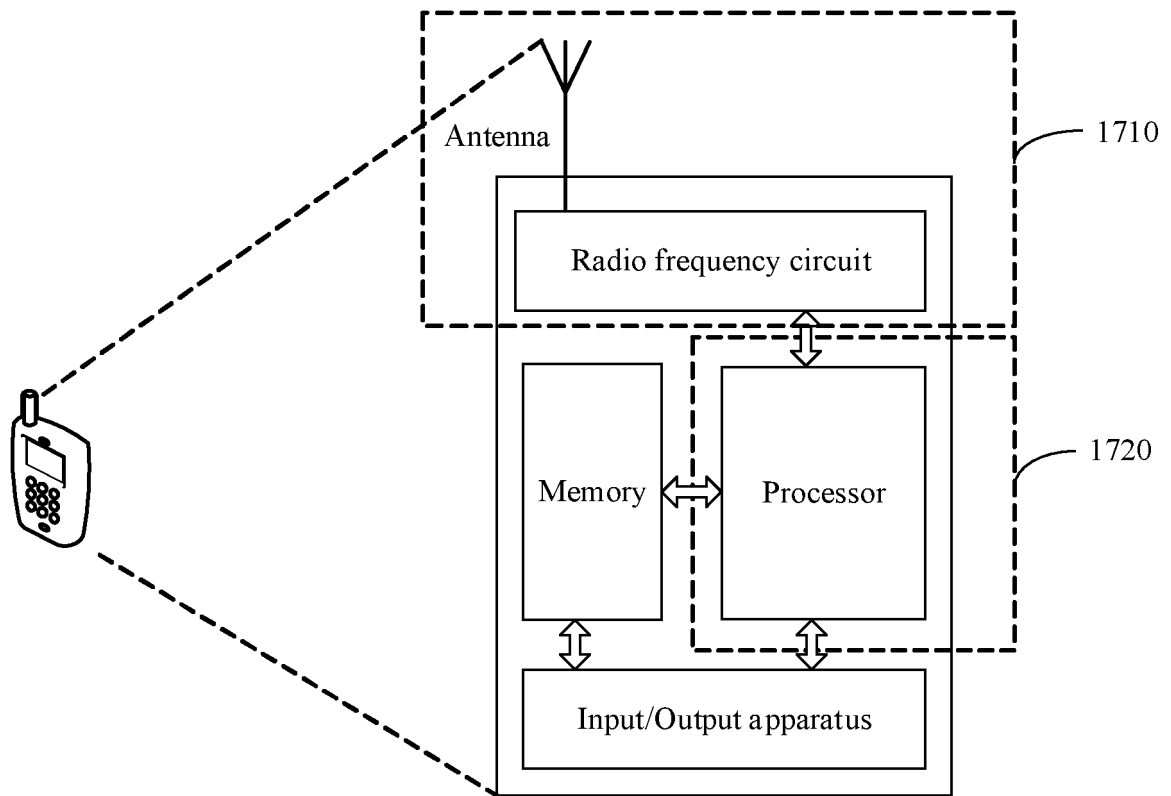 Antenna
1710
Radio frequency circuit
Memory
Processor
1720
Input/Output apparatus